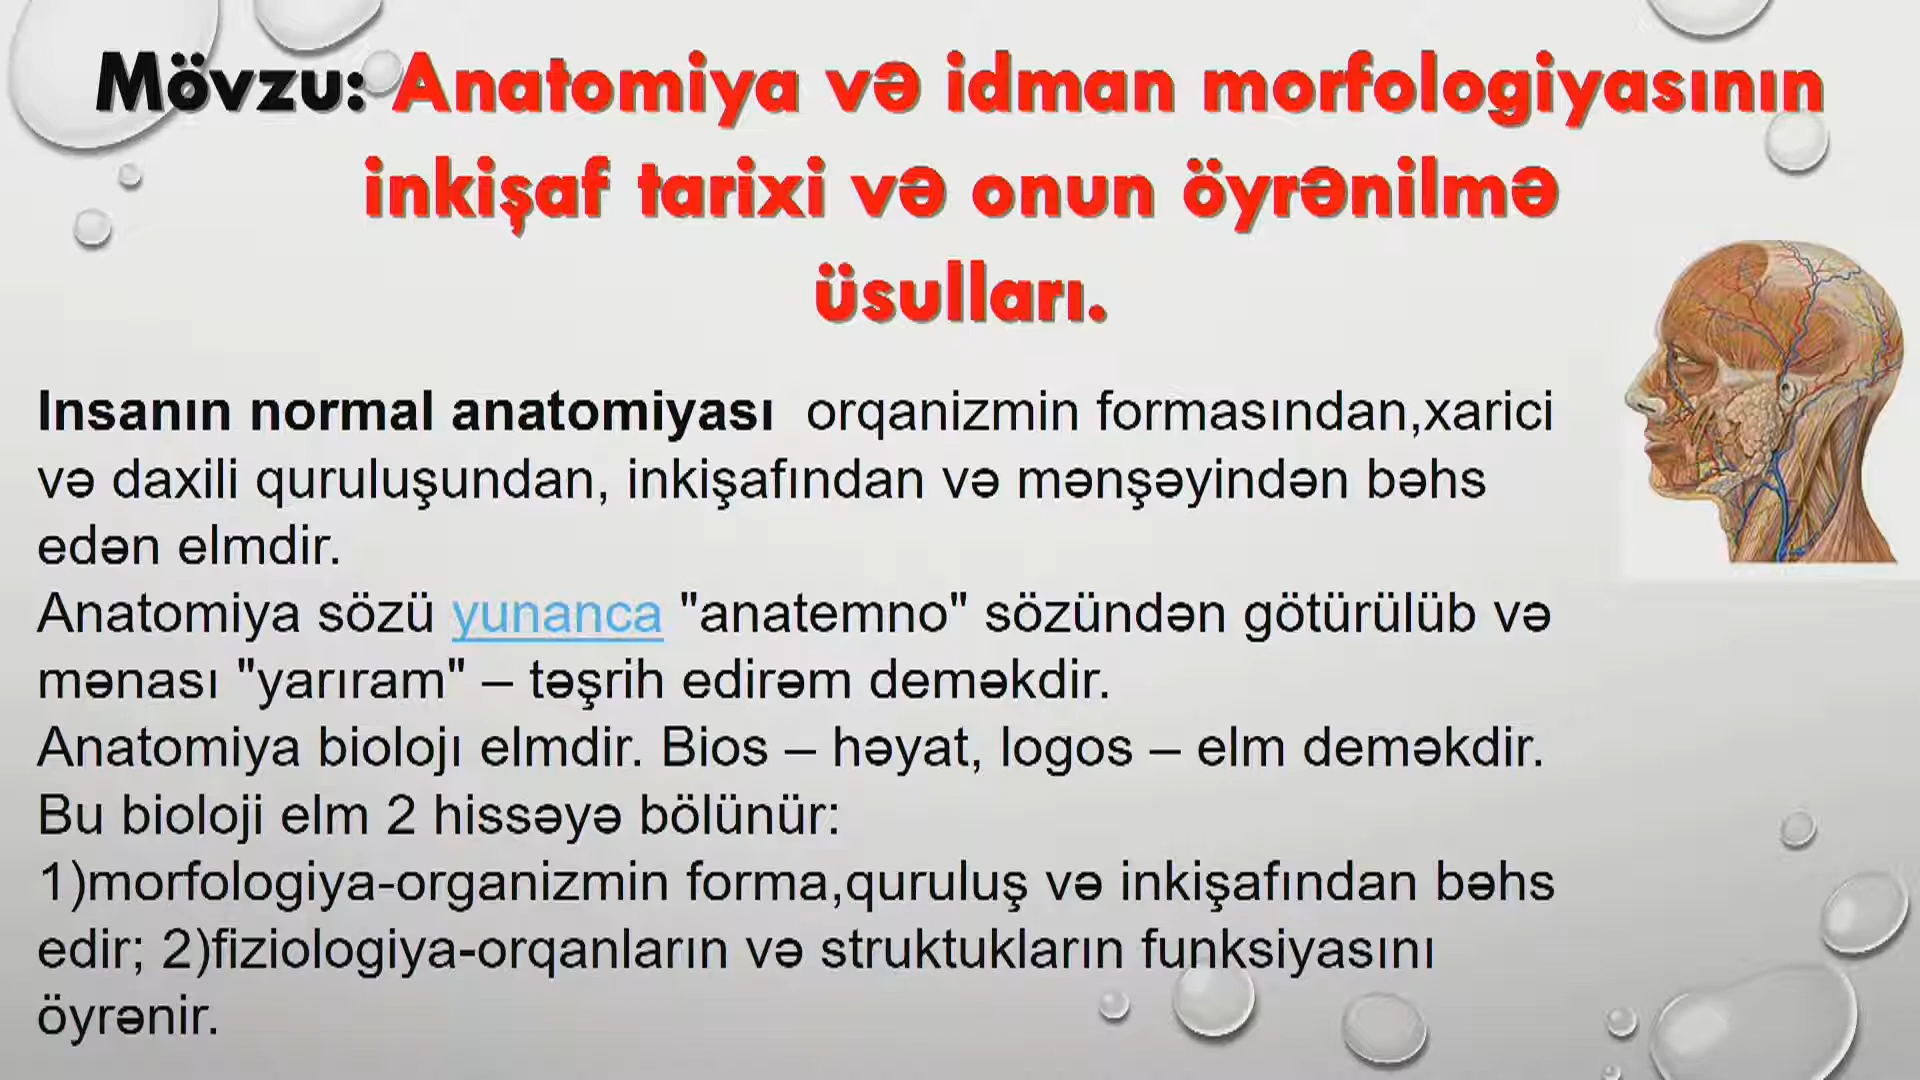 Mövzu: Anatomiya və idman morfologiyasının
inkişaf tarixi və onun öyrənilmə
üsulları.
Insanın normal anatomiyası orqanizmin formasından,xarici
və daxili quruluşundan, inkişafından və mənşəyindən bəhs
edən elmdir.
Anatomiya sözü yunanca "anatemno" sözündən götürülüb və
mənası "yarıram" – təşrih edirəm deməkdir.
Anatomiya biolojı elmdir. Bios – həyat, logos – elm deməkdir.
Bu bioloji elm 2 hissəyə bölünür:
1)morfologiya-organizmin forma,quruluş və inkişafından bəhs
edir; 2)fiziologiya-orqanların və struktukların funksiyasını
öyrənir.